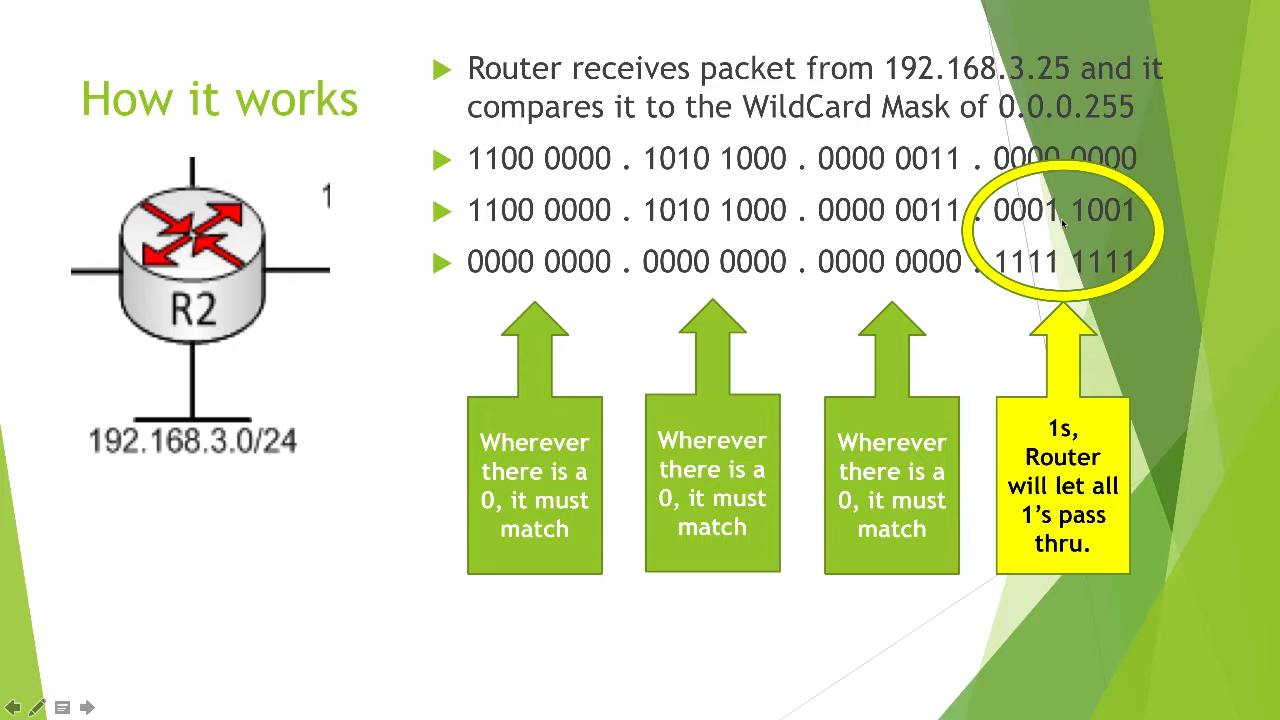 How it works
Router receives packet from 192.168.3.25 and it
compares it to the WildCard Mask of 0.0.0.255
1100 0000 . 1010 1000 . 0000 0011 . 0000 0000
1100 0000 . 1010 1000 . 0000 0011 . 0001 1001
0000 0000 . 0000 0000 . 0000 0000 . 1111 1111
1
R2
192.168.3.0/24
Wherever
there is a
0, it must
match
Wherever
there is a
0, it must
match
Wherever
there is a
0, it must
match
1s,
Router
will let all
1's pass
thru.